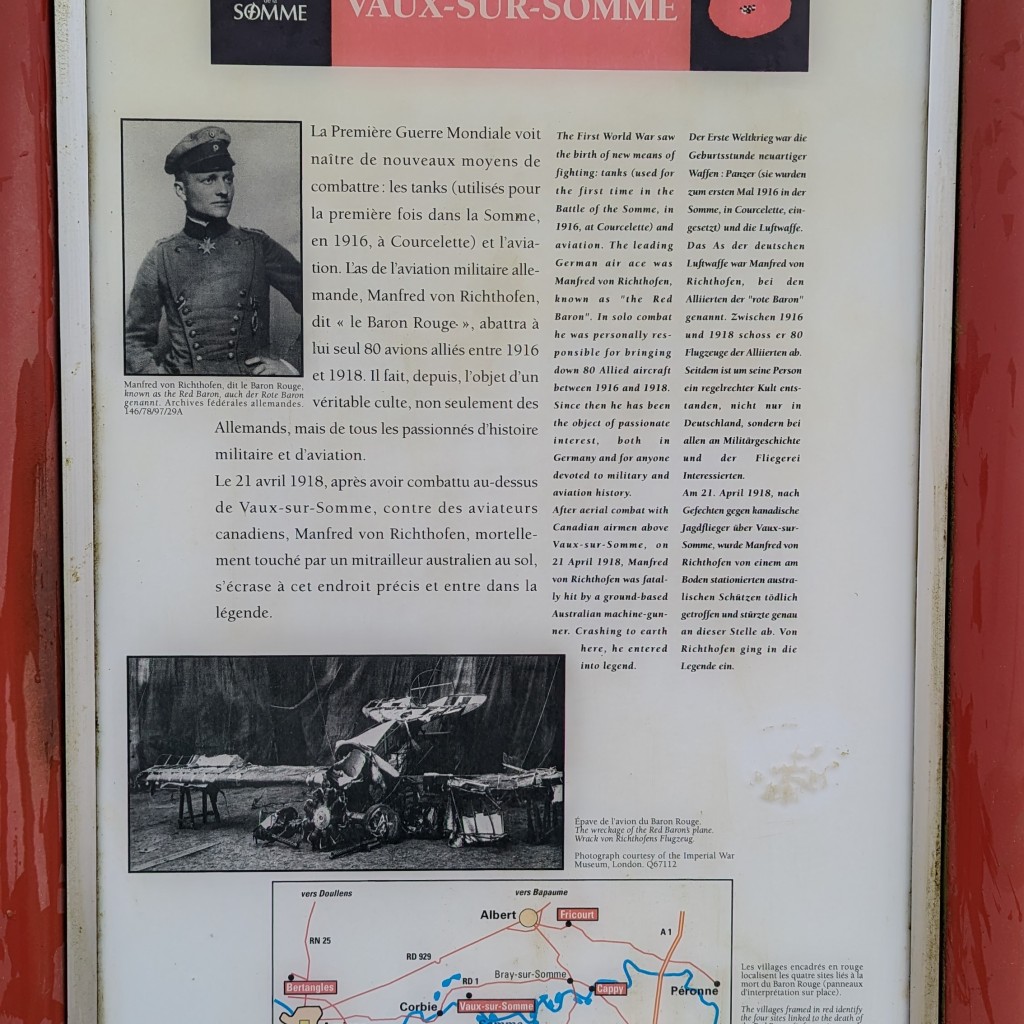 SOMME
VAUX-SUR-SOMME
La Première Guerre Mondiale voit
naître de nouveaux moyens de
combattre : les tanks (utilisés pour
la première fois dans la Somme,
en 1916, à Courcelette) et l'avia-
tion. L'as de l'aviation militaire alle-
mande, Manfred von Richthofen,
dit « le Baron Rouge », abattra à
lui seul 80 avions alliés entre 1916
et 1918. Il fait, depuis, l'objet d'un
véritable culte, non seulement des
Allemands, mais de tous les passionnés d'histoire
militaire et d'aviation.
Le 21 avril 1918, après avoir combattu au-dessus
de Vaux-sur-Somme, contre des aviateurs
canadiens, Manfred von Richthofen, mortelle-
ment touché par un mitrailleur australien au sol,
s'écrase à cet endroit précis et entre dans la
légende.
The First World War saw
the birth of new means of
fighting: tanks (used for
the first time in the
Battle of the Somme, in
1916, at Courcelette) and
aviation. The leading
German air ace was
Manfred von Richthofen,
known as "the Red
Baron". In solo combat
he was personally res-
ponsible for bringing
down 80 Allied aircraft
between 1916 and 1918.
Since then he has been
the object of passionate
interest, both in
Germany and for anyone
devoted to military and
aviation history.
After aerial combat with
Canadian airmen above
Vaux-sur-Somme, on
21 April 1918, Manfred
von Richthofen was fatal-
ly hit by a ground-based
Australian machine-gun-
ner. Crashing to earth
here, he entered
into legend.
Der Erste Weltkrieg war die
Geburtsstunde neuartiger
Waffen : Panzer (sie wurden
zum ersten Mal 1916 in der
Somme, in Courcelette, ein-
gesetzt) und die Luftwaffe.
Das As der deutschen
Luftwaffe war Manfred von
Richthofen, bei den
Alliierten der "rote Baron"
genannt. Zwischen 1916
und 1918 schoss er 80
Flugzeuge der Alliierten ab.
Seitdem ist um seine Person
ein regelrechter Kult ents-
tanden, nicht nur in
Deutschland, sondern bei
allen an Militärgeschichte
und der Fliegerei
Interessierten.
Am 21. April 1918, nach
Gefechten gegen kanadische
Jagdflieger über Vaux-sur-
Somme, wurde Manfred von
Richthofen von einem am
Boden stationierten austra-
lischen Schützen tödlich
getroffen und stürzte genau
an dieser Stelle ab. Von
Richthofen ging in die
Legende ein.
Manfred von Richthofen, dit le Baron Rouge,
known as the Red Baron, auch der Rote Baron
genannt. Archives fédérales allemandes.
146/78/97/29A
Épave de l'avion du Baron Rouge.
The wreckage of the Red Baron's plane.
Wrack von Richthofens Flugzeug.
Photograph courtesy of the Imperial War
Museum, London. Q67112
vers Doullens
vers Bapaume
Albert
Fricourt
RN 25
A 1
RD 929
Bray-sur-Somme
RD 1
Bertangles
Cappy
Péronne
Corbie
Vaux-sur-Somme
Les villages encadrés en rouge
localisent les quatre sites liés à la
mort du Baron Rouge (panneaux
d'interprétation sur place).
The villages framed in red identify
the four sites linked to the death of